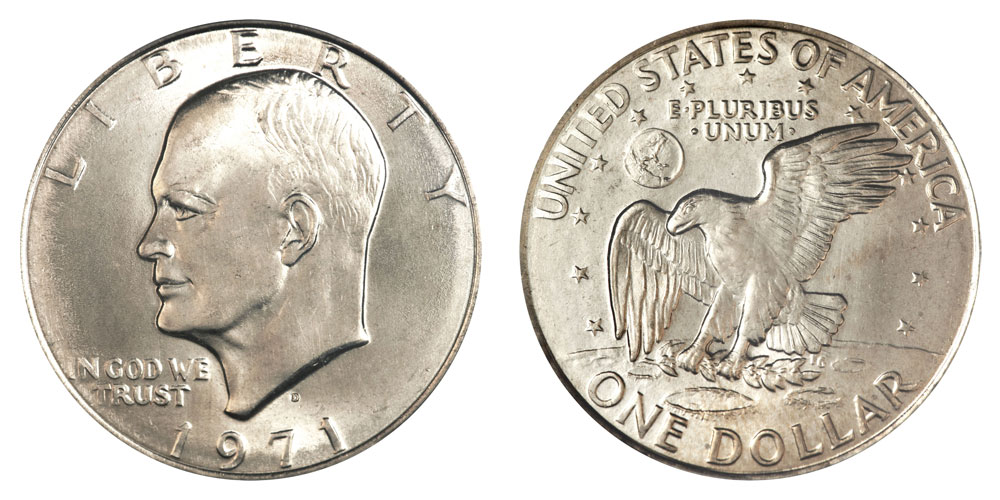 LIBERTY
IN GOD WE
TRUST
D
1971
UNITED STATES OF AMERICA
E·PLURIBUS
·UNUM·
ONE DOLLAR